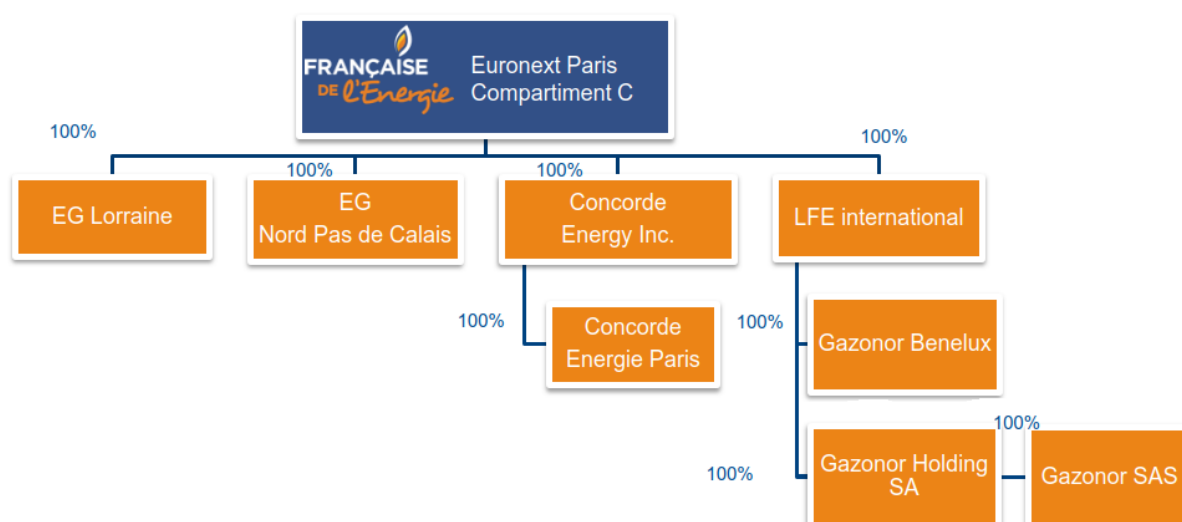 FRANÇAISE
DE l'Energie
Euronext Paris
Compartiment C
100%
100%
100%
100%
EG Lorraine
EG
Nord Pas de Calais
Concorde
Energy Inc.
LFE international
100%
Concorde
Energie Paris
100%
Gazonor Benelux
100%
Gazonor Holding
SA
100%
Gazonor SAS